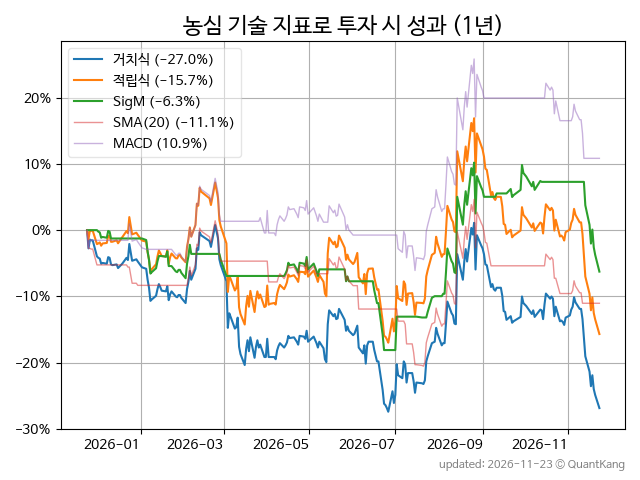 농심 기술 지표로 투자 시 성과 (1년)
거치식 (-27.0%)
적립식 (-15.7%)
SigM (-6.3%)
SMA(20) (-11.1%)
MACD (10.9%)
20%
10%
0%
-10%
-20%
-30%
2026-01 2026-03 2026-05 2026-07 2026-09 2026-11
updated: 2026-11-23 ⓒ QuantKang